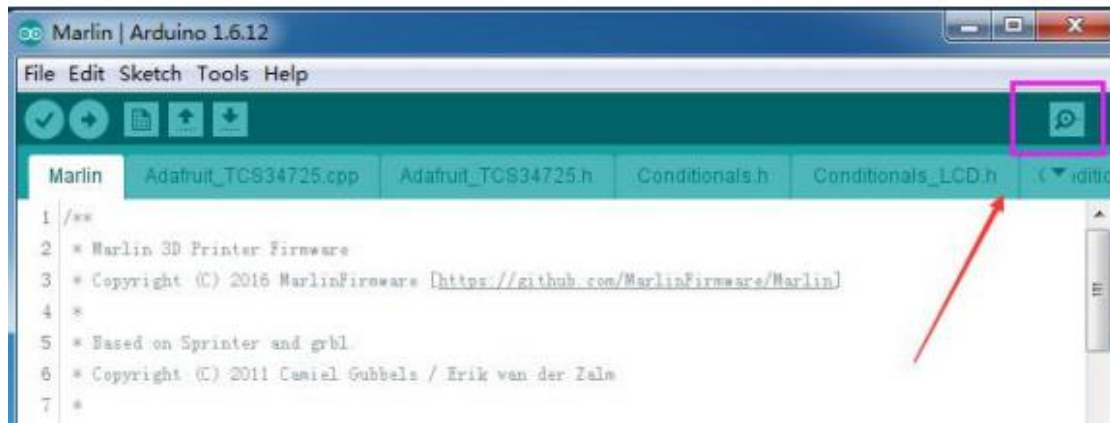 Marlin | Arduino 1.6.12
File Edit Sketch Tools Help
Marlin Adafruit_TCS34725.cpp Adafruit_TCS34725.h Conditionals.h Conditionals_LCD.h
1 /**
2 * Marlin 3D Printer Firmware
3 * Copyright (C) 2016 MarlinFirmware [https://github.com/MarlinFirmware/Marlin]
4 *
5 * Based on Sprinter and grbl.
6 * Copyright (C) 2011 Camiel Gubbels / Erik van der Zalm
7 *